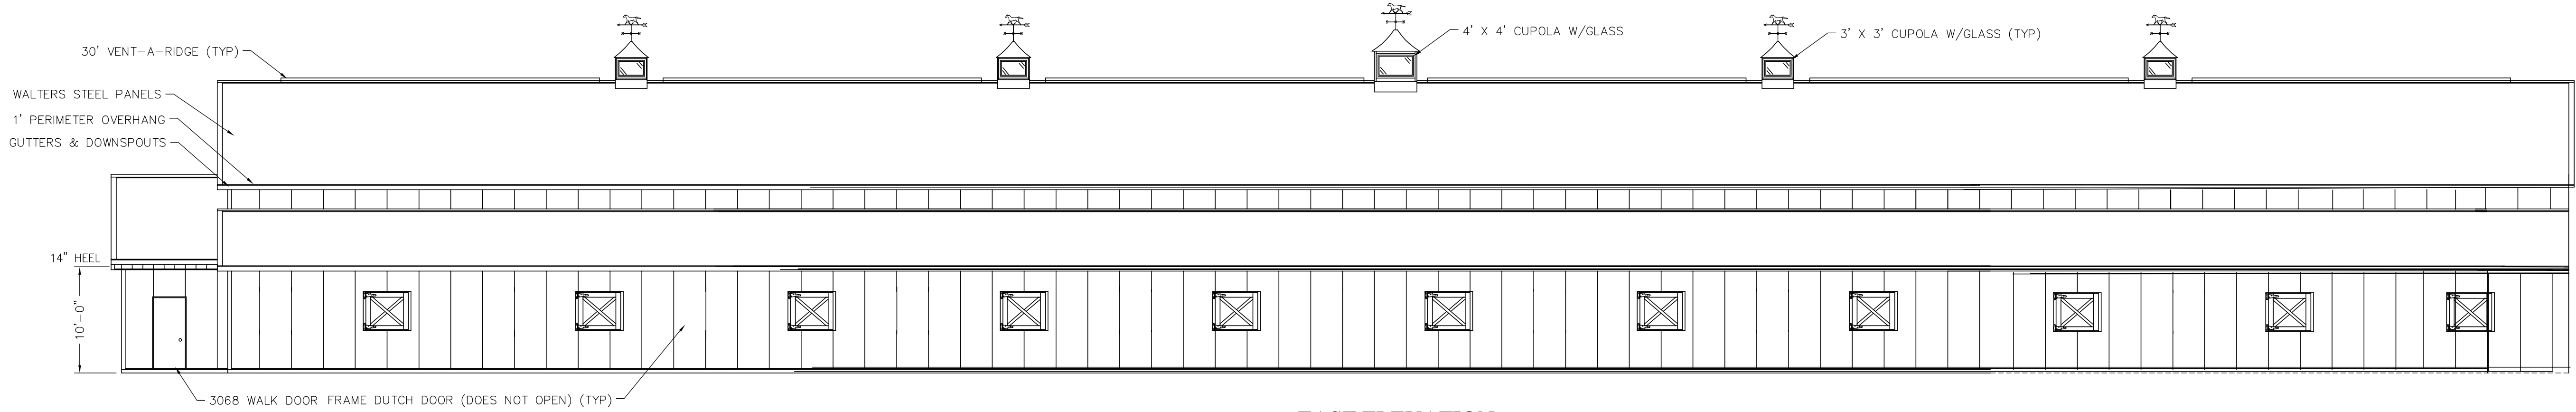 30' VENT-A-RIDGE (TYP)
4' X 4' CUPOLA W/GLASS
3' X 3' CUPOLA W/GLASS (TYP)
WALTERS STEEL PANELS
1' PERIMETER OVERHANG
GUTTERS & DOWNSPOUTS
14" HEEL
10'-0"
3068 WALK DOOR FRAME DUTCH DOOR (DOES NOT OPEN) (TYP)